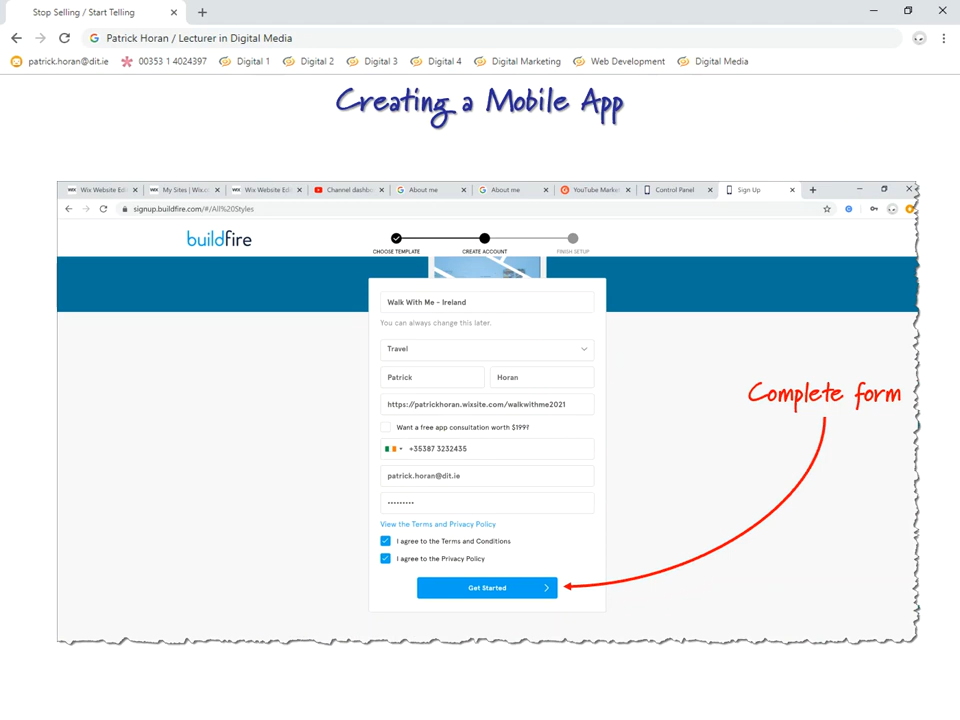 Stop Selling / Start Telling
Patrick Horan / Lecturer in Digital Media
patrick.horan@dit.ie 00353 1 4024397 Digital 1 Digital 2 Digital 3 Digital 4 Digital Marketing Web Development Digital Media
Creating a Mobile App
WIX Wix Website Edi WIX My Sites | Wix.co WIX Wix Website Edi Channel dashbo About me About me YouTube Market Control Panel Sign Up
signup.buildfire.com/#/All%20Styles
buildfire
CHOOSE TEMPLATE CREATE ACCOUNT FINISH SETUP
Walk With Me - Ireland
You can always change this later.
Travel
Patrick Horan
Complete form
https://patrickhoran.wixsite.com/walkwithme2021
Want a free app consultation worth $199?
+35387 3232435
patrick.horan@dit.ie
View the Terms and Privacy Policy
I agree to the Terms and Conditions
I agree to the Privacy Policy
Get Started